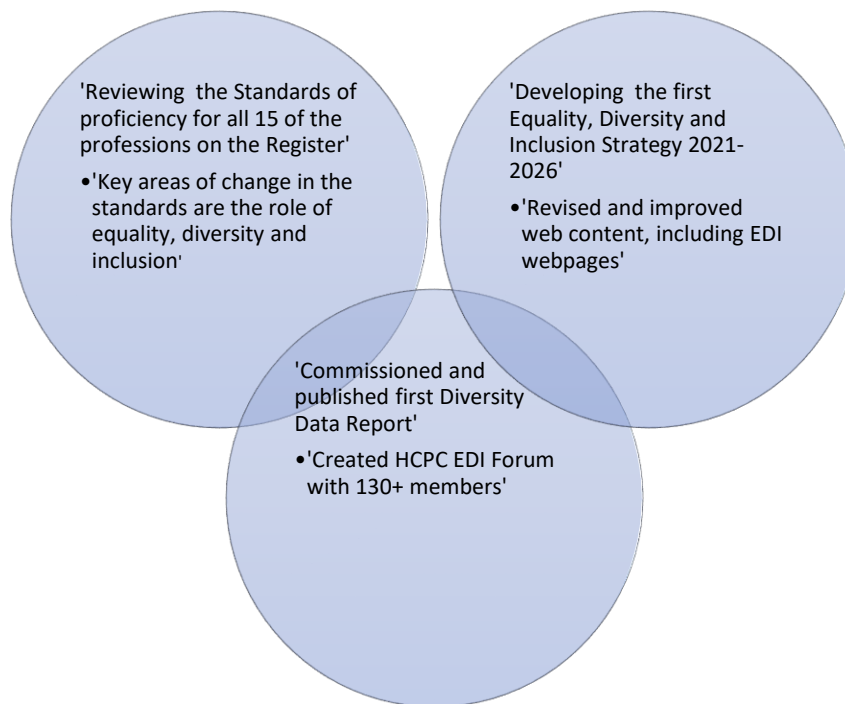 'Reviewing the Standards of
proficiency for all 15 of the
professions on the Register'
•'Key areas of change in the
standards are the role of
equality, diversity and
inclusion'
'Developing the first
Equality, Diversity and
Inclusion Strategy 2021-
2026'
•'Revised and improved
web content, including EDI
webpages'
'Commissioned and
published first Diversity
Data Report'
•'Created HCPC EDI Forum
with 130+ members'